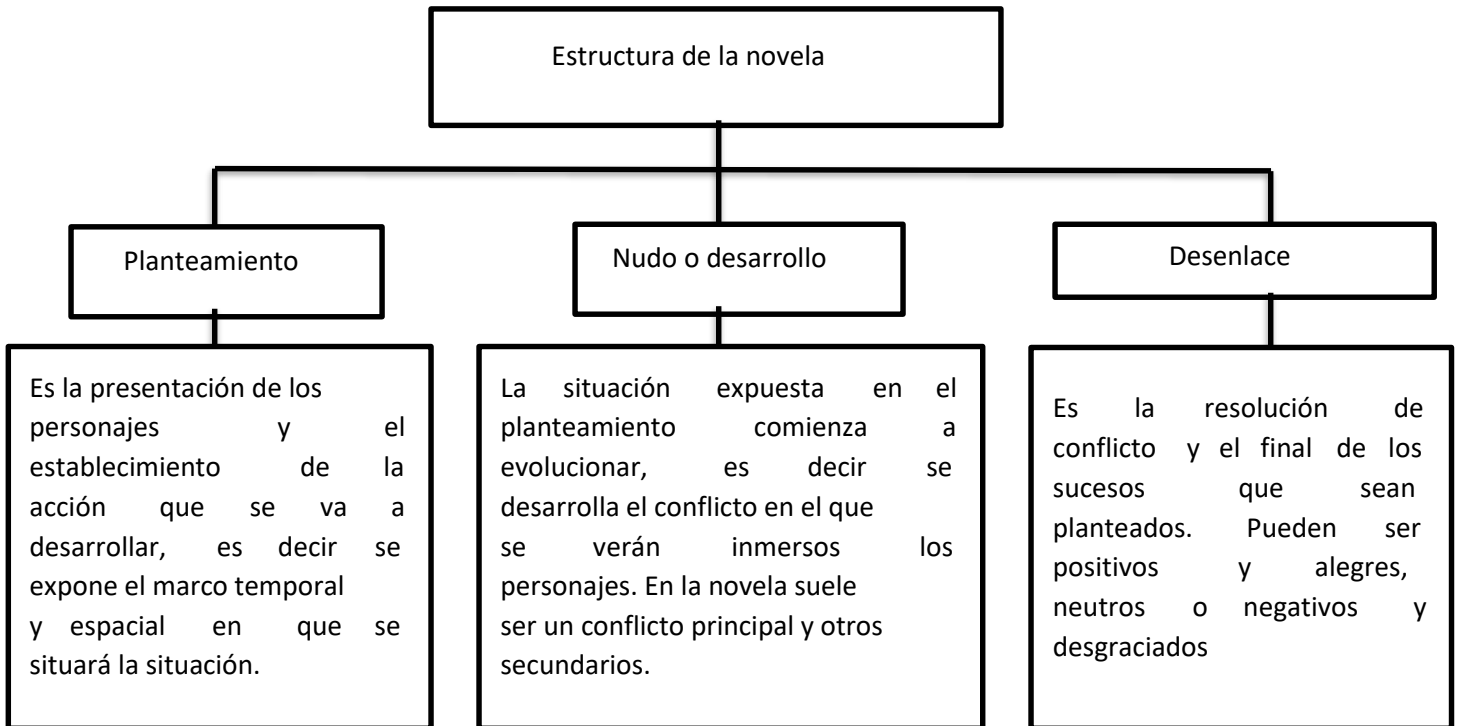 Estructura de la novela
Planteamiento
Nudo o desarrollo
Desenlace
Es la presentación de los
personajes y el
establecimiento de la
acción que se va a
desarrollar, es decir se
expone el marco temporal
y espacial en que se
situará la situación.
La situación expuesta en el
planteamiento comienza a
evolucionar, es decir se
desarrolla el conflicto en el que
se verán inmersos los
personajes. En la novela suele
ser un conflicto principal y otros
secundarios.
Es la resolución de
conflicto y el final de los
sucesos que sean
planteados. Pueden ser
positivos y alegres,
neutros o negativos y
desgraciados